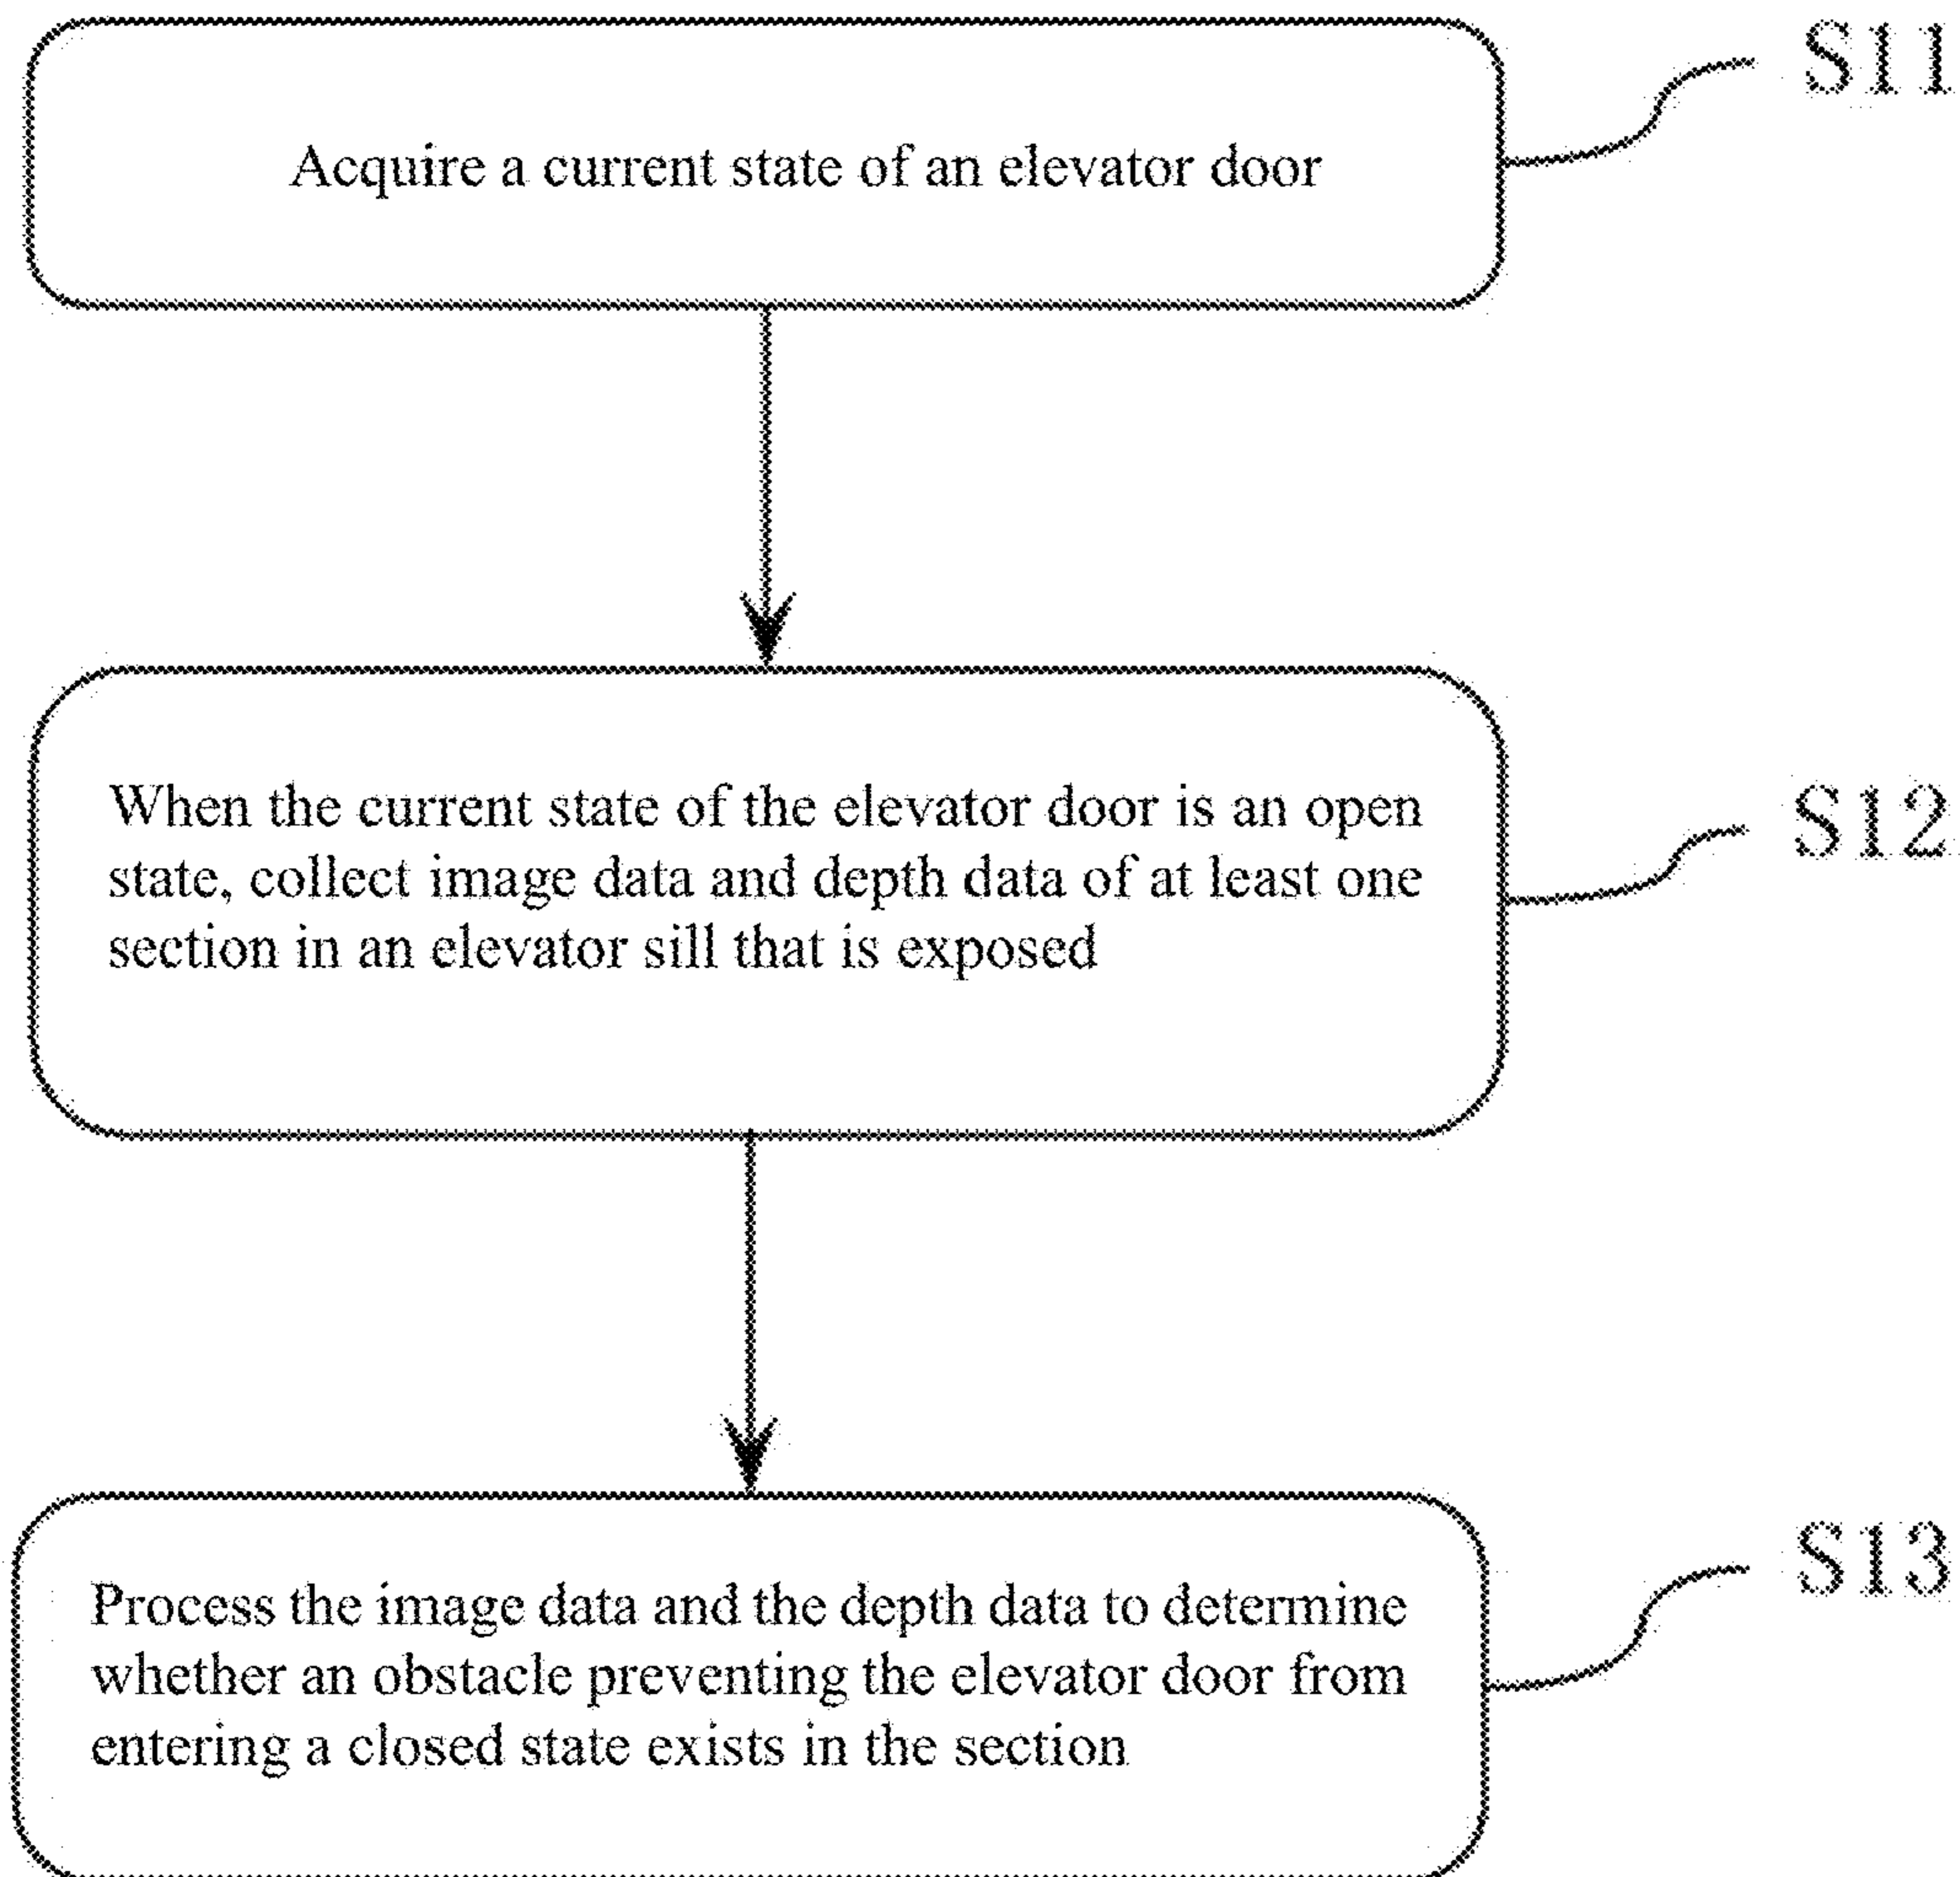 S11
Acquire a current state of an elevator door
When the current state of the elevator door is an open
state, collect image data and depth data of at least one
section in an elevator sill that is exposed
S12
Process the image data and the depth data to determine
whether an obstacle preventing the elevator door from
entering a closed state exists in the section
S13